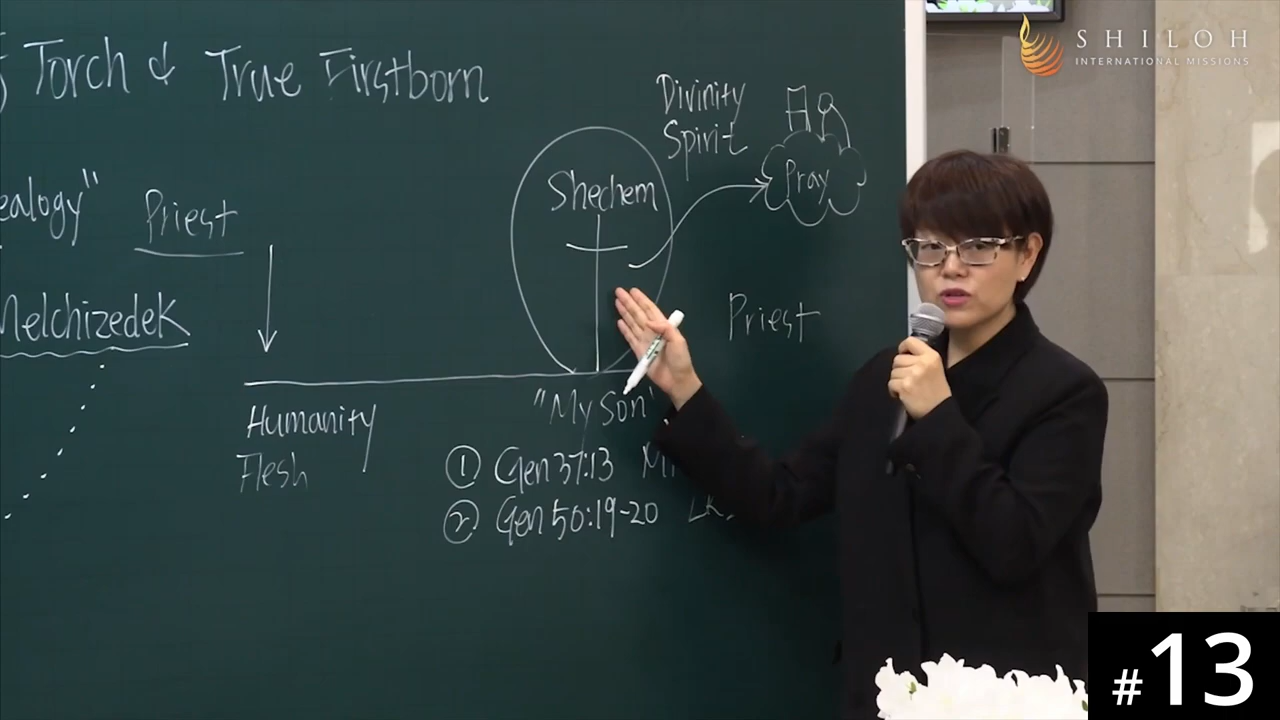 Torch & True Firstborn
SHILOH
INTERNATIONAL MISSIONS
Divinity
Spirit
Pray
Shechem
ealogy"
Priest
Melchizedek
Priest
"My Son"
Humanity
Flesh
① Gen 37:13
② Gen 50:19-20 LK.
#13